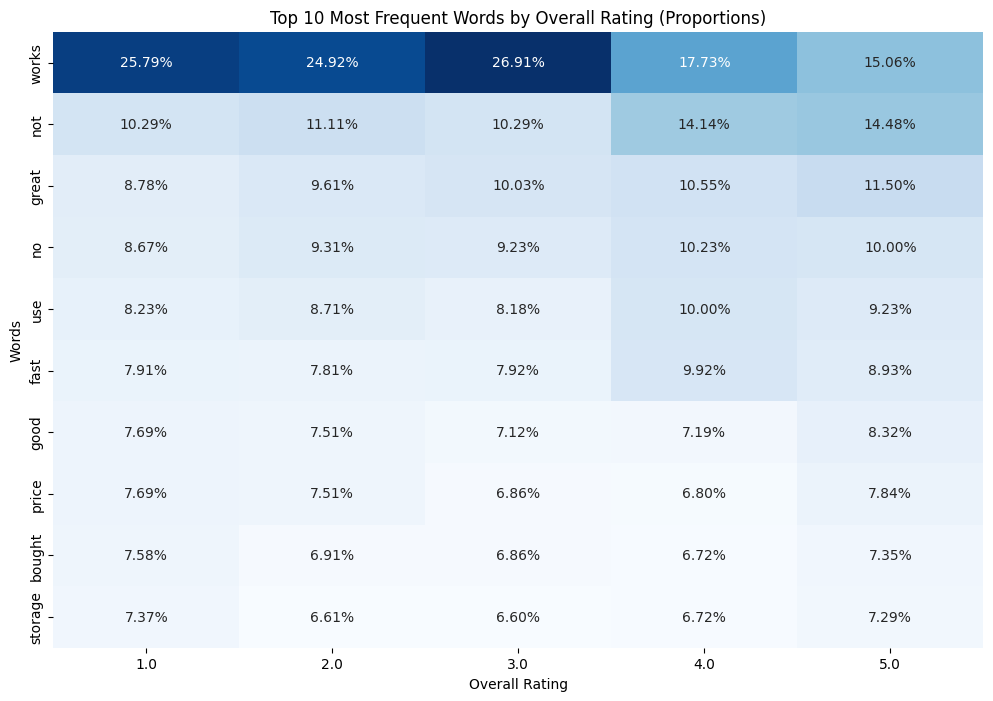 Top 10 Most Frequent Words by Overall Rating (Proportions)
works 25.79% 24.92% 26.91% 17.73% 15.06%
not 10.29% 11.11% 10.29% 14.14% 14.48%
great 8.78% 9.61% 10.03% 10.55% 11.50%
no 8.67% 9.31% 9.23% 10.23% 10.00%
use 8.23% 8.71% 8.18% 10.00% 9.23%
Words
fast 7.91% 7.81% 7.92% 9.92% 8.93%
good 7.69% 7.51% 7.12% 7.19% 8.32%
price 7.69% 7.51% 6.86% 6.80% 7.84%
bought 7.58% 6.91% 6.86% 6.72% 7.35%
storage 7.37% 6.61% 6.60% 6.72% 7.29%
1.0 2.0 3.0 4.0 5.0
Overall Rating